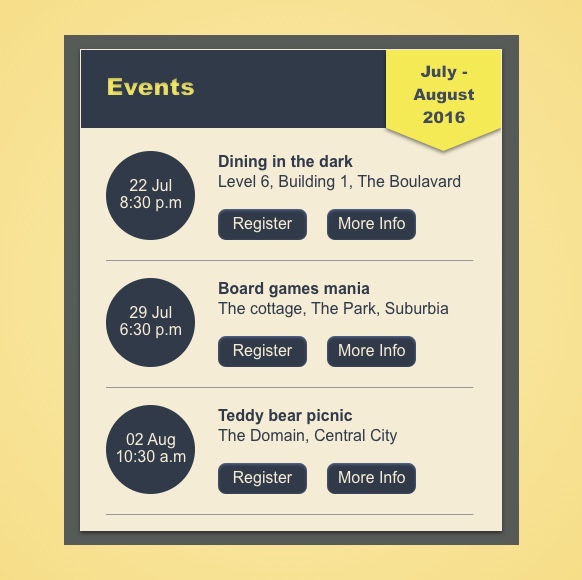 Events
July -
August
2016
22 Jul
8:30 p.m
Dining in the dark
Level 6, Building 1, The Boulavard
Register
More Info
29 Jul
6:30 p.m
Board games mania
The cottage, The Park, Suburbia
Register
More Info
02 Aug
10:30 a.m
Teddy bear picnic
The Domain, Central City
Register
More Info